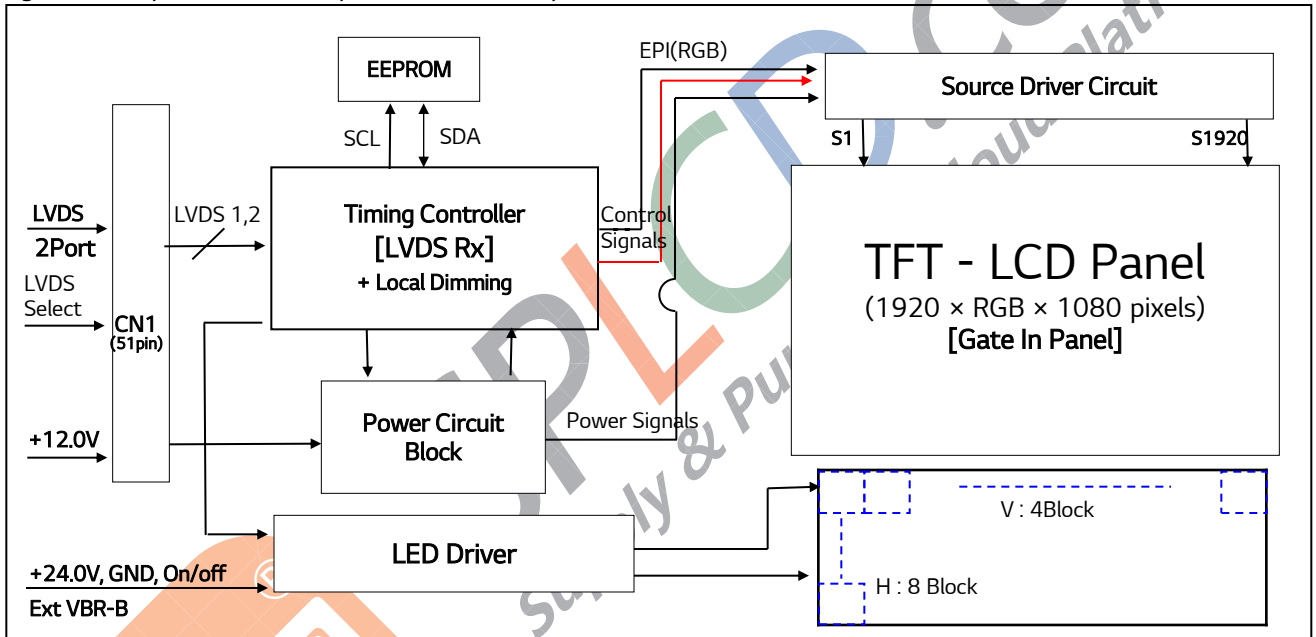 EEPROM
SCL
SDA
EPI(RGB)
Source Driver Circuit
S1
S1920
LVDS
2Port
LVDS
Select
CN1
(51pin)
LVDS 1,2
Timing Controller
[LVDS Rx]
+ Local Dimming
Control
Signals
TFT - LCD Panel
(1920 × RGB × 1080 pixels)
[Gate In Panel]
+12.0V
Power Circuit
Block
Power Signals
LED Driver
+24.0V, GND, On/off
Ext VBR-B
V : 4Block
H : 8 Block